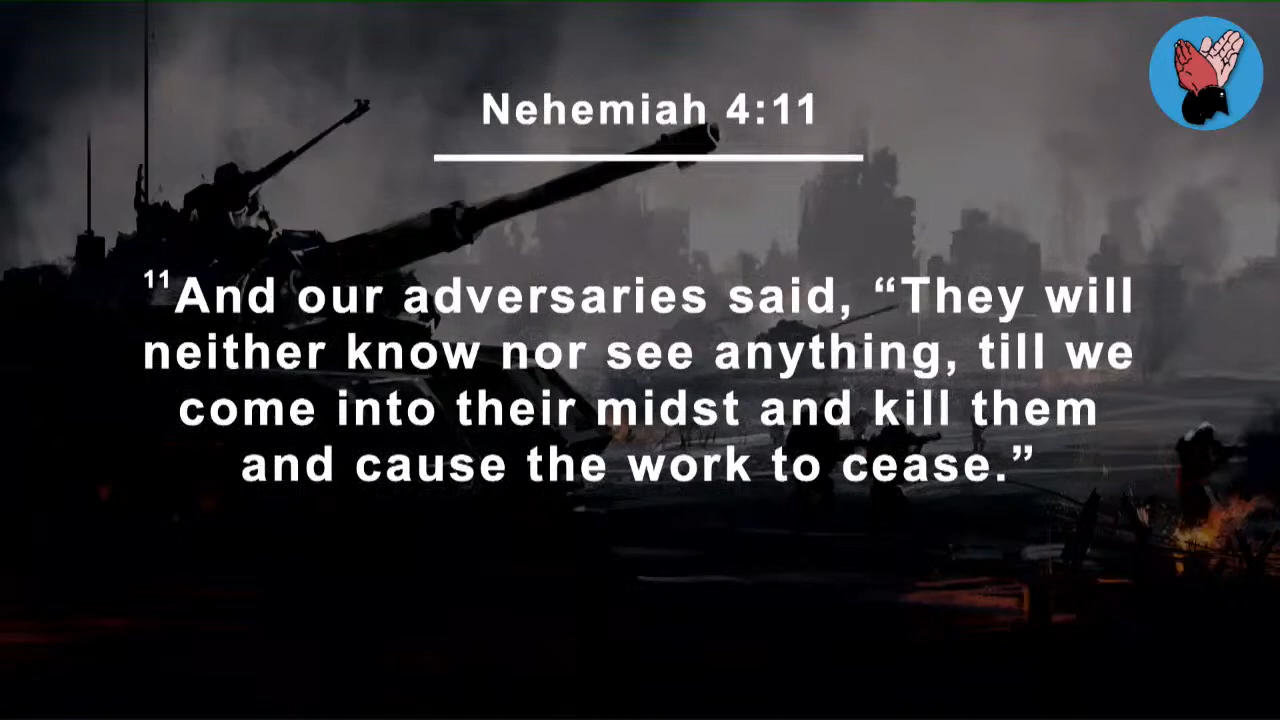 Nehemiah 4:11
¹¹And our adversaries said, “They will
neither know nor see anything, till we
come into their midst and kill them
and cause the work to cease.”